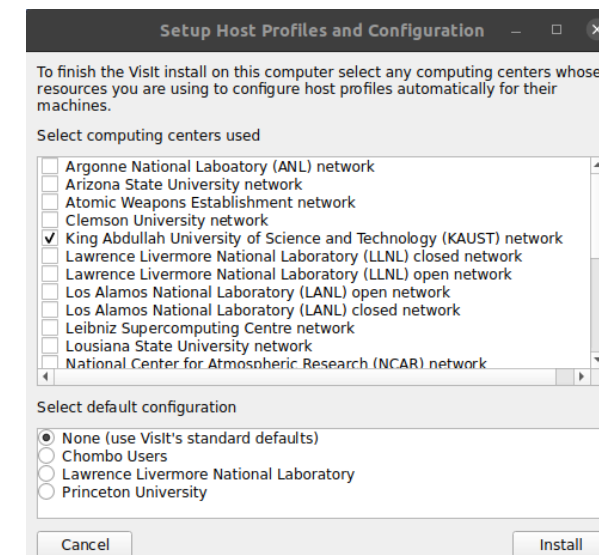 Setup Host Profiles and Configuration
To finish the VisIt install on this computer select any computing centers whose
resources you are using to configure host profiles automatically for their
machines.
Select computing centers used
Argonne National Laboatory (ANL) network
Arizona State University network
Atomic Weapons Establishment network
Clemson University network
King Abdullah University of Science and Technology (KAUST) network
Lawrence Livermore National Laboratory (LLNL) closed network
Lawrence Livermore National Laboratory (LLNL) open network
Los Alamos National Laboratory (LANL) open network
Los Alamos National Laboratory (LANL) closed network
Leibniz Supercomputing Centre network
Lousiana State University network
National Center for Atmospheric Research (NCAR) network
Select default configuration
None (use VisIt's standard defaults)
Chombo Users
Lawrence Livermore National Laboratory
Princeton University
Cancel
Install